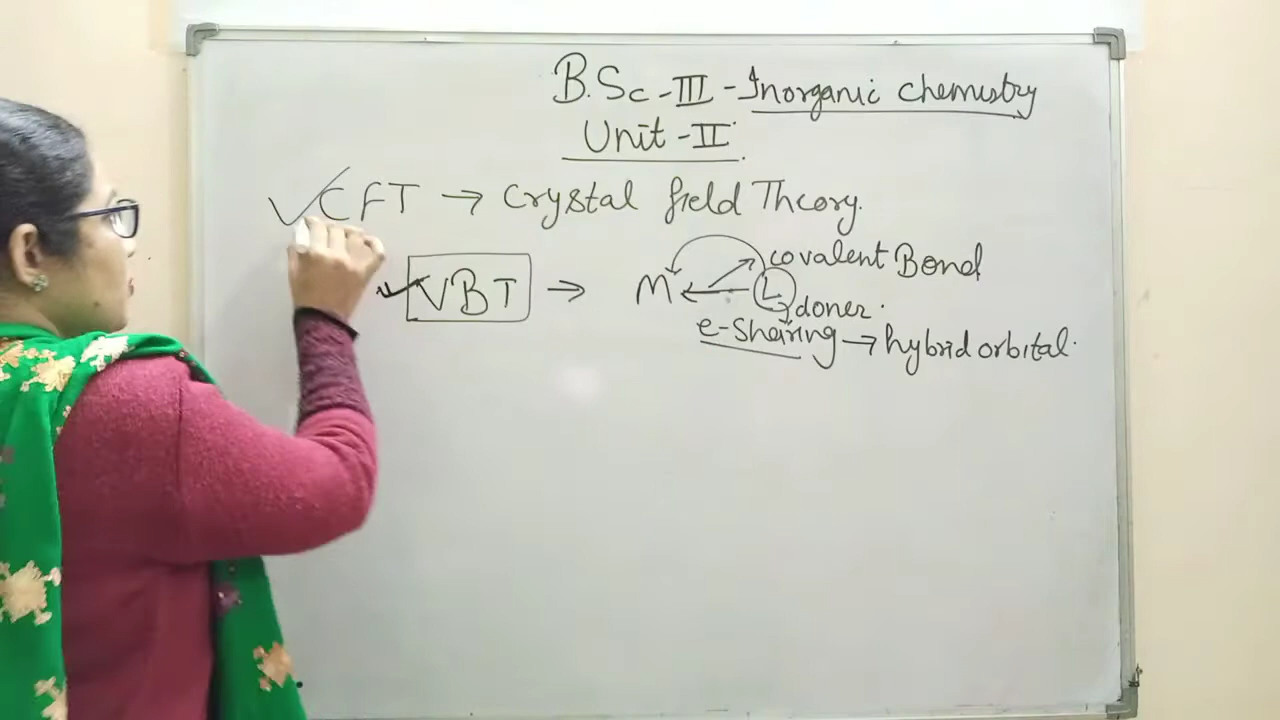 B.Sc-III-Inorganic chemistry
Unit-II
✓CFT → Crystal field Theory.
✓VBT → M ← L covalent Bond
doner.
e-Sharing → hybrid orbital.